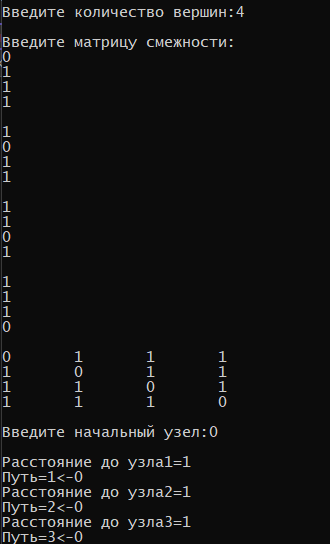 Введите количество вершин:4
Введите матрицу смежности:
0
1
1
1
1
0
1
1
1
1
0
1
1
1
1
0
0 1 1 1
1 0 1 1
1 1 0 1
1 1 1 0
Введите начальный узел:0
Расстояние до узла1=1
Путь=1<-0
Расстояние до узла2=1
Путь=2<-0
Расстояние до узла3=1
Путь=3<-0